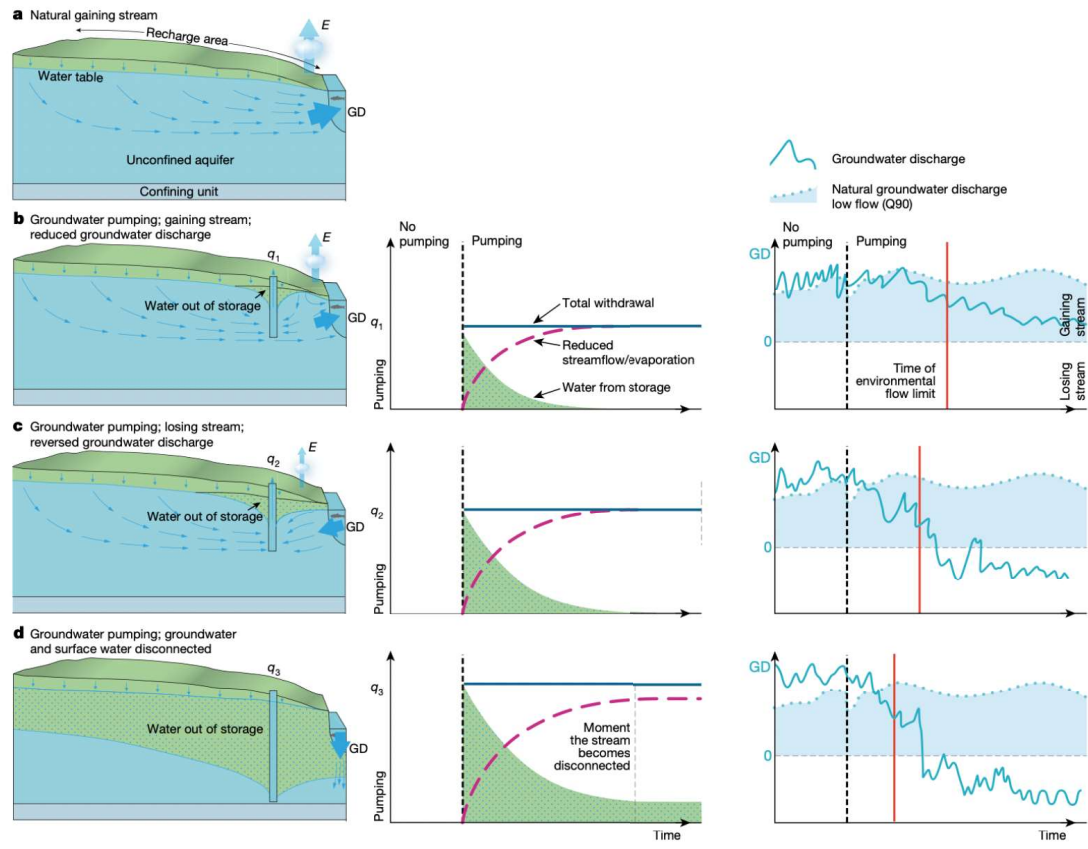 a Natural gaining stream
E
Recharge area
Water table
GD
Unconfined aquifer
Confining unit
Groundwater discharge
Natural groundwater discharge
low flow (Q90)
b Groundwater pumping; gaining stream;
reduced groundwater discharge
E
q1
Water out of storage
GD
No
pumping
Pumping
q1
Total withdrawal
Reduced
streamflow/evaporation
Water from storage
Pumping
No
pumping
Pumping
GD
0
Time of
environmental
flow limit
Gaining
stream
Losing
stream
c Groundwater pumping; losing stream;
reversed groundwater discharge
E
q2
Water out of storage
GD
q2
Pumping
GD
0
d Groundwater pumping; groundwater
and surface water disconnected
q3
Water out of storage
GD
q3
Moment
the stream
becomes
disconnected
Pumping
Time
GD
0
Time